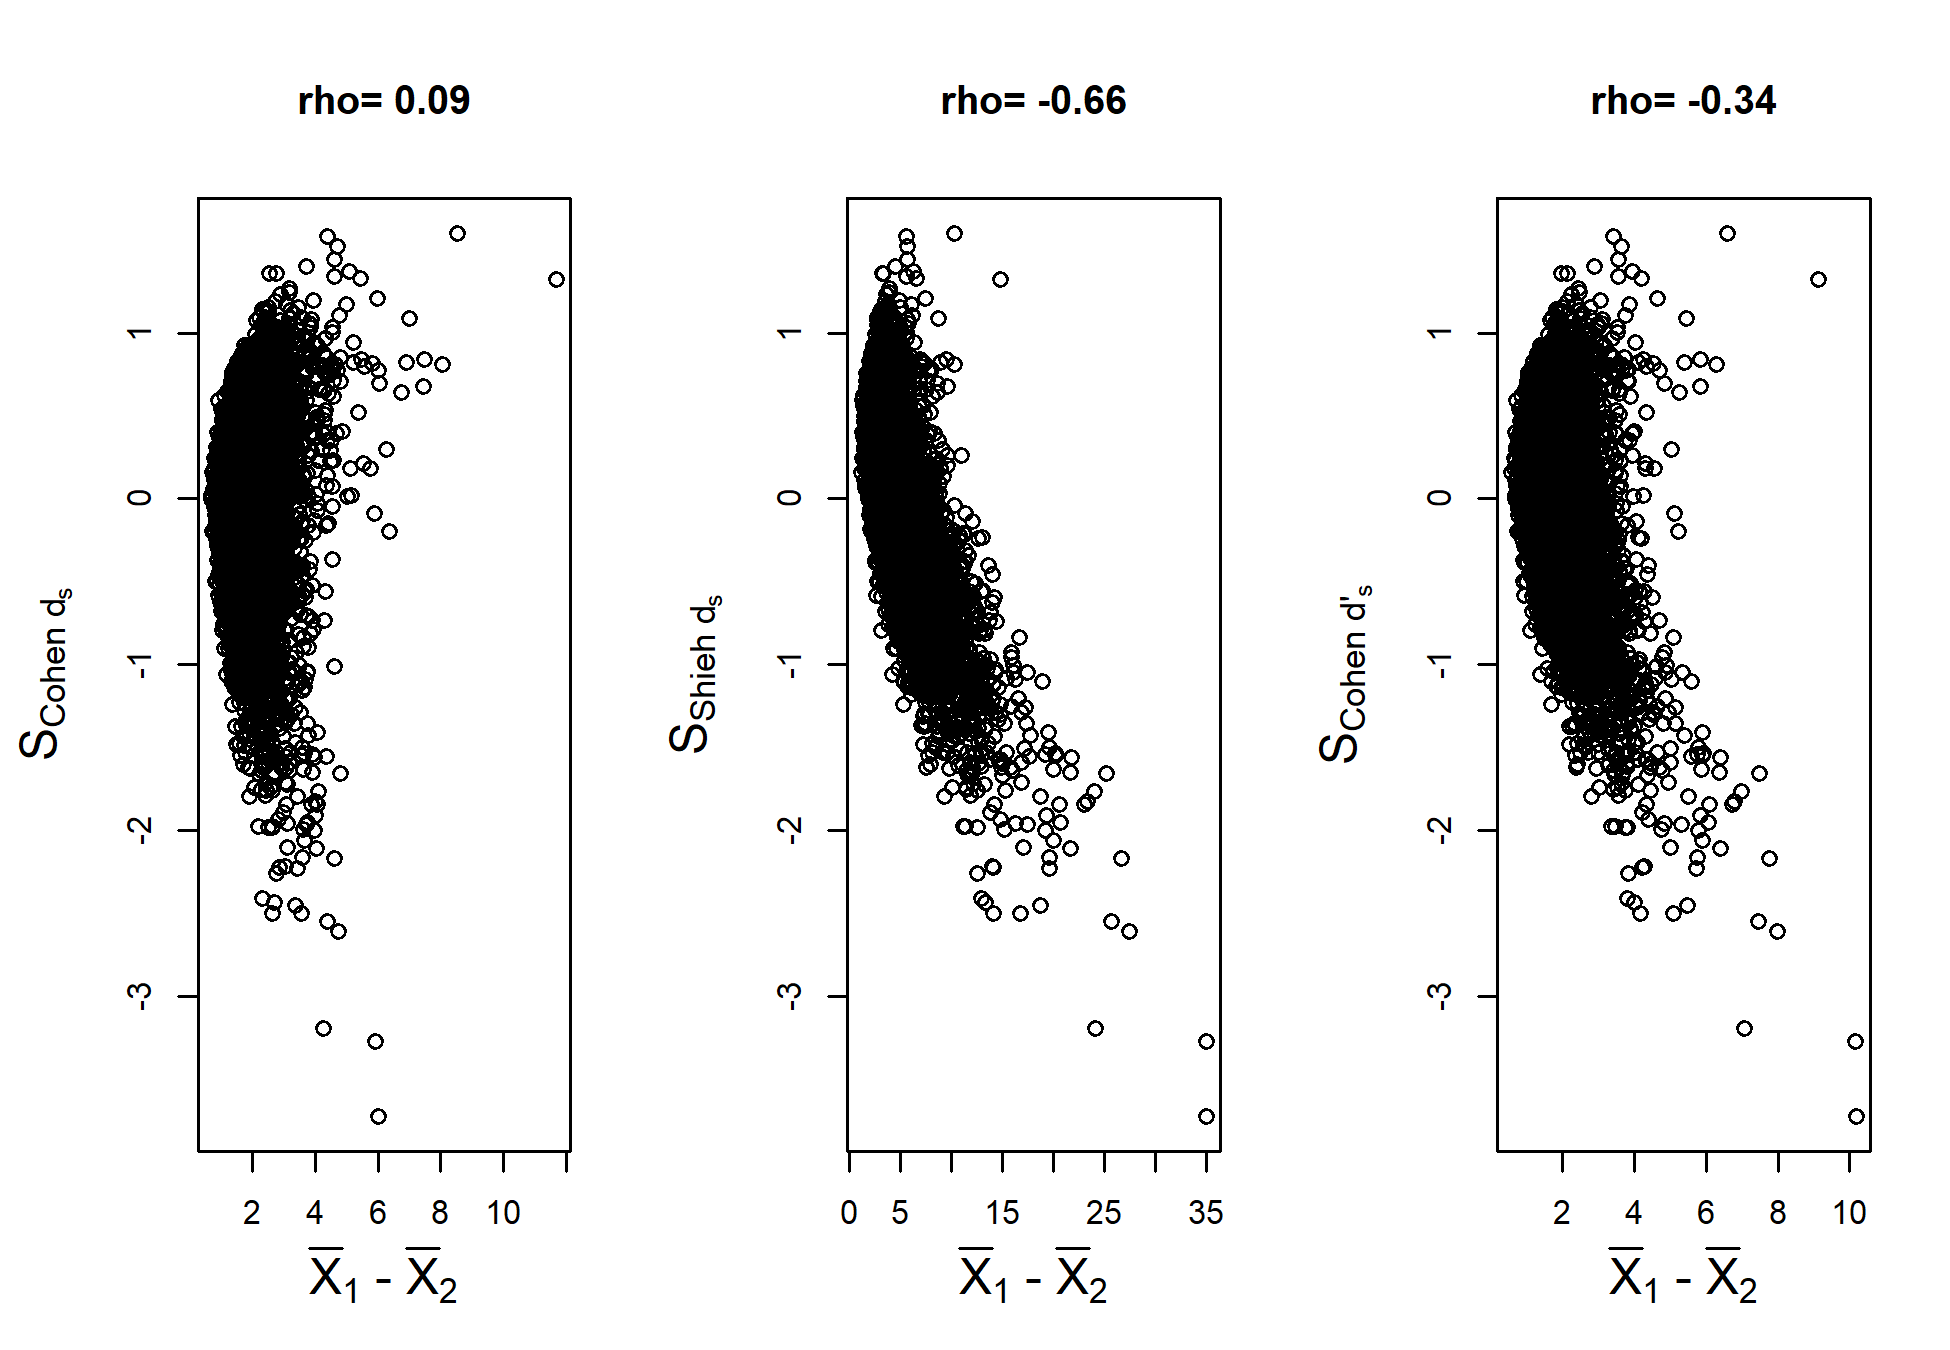 rho= 0.09
rho= -0.66
rho= -0.34
S_Cohen d_s
1
0
-1
-2
-3
2 4 6 8 10
X̅₁ - X̅₂
S_Shieh d_s
1
0
-1
-2
-3
0 5 15 25 35
X̅₁ - X̅₂
S_Cohen d'_s
1
0
-1
-2
-3
2 4 6 8 10
X̅₁ - X̅₂